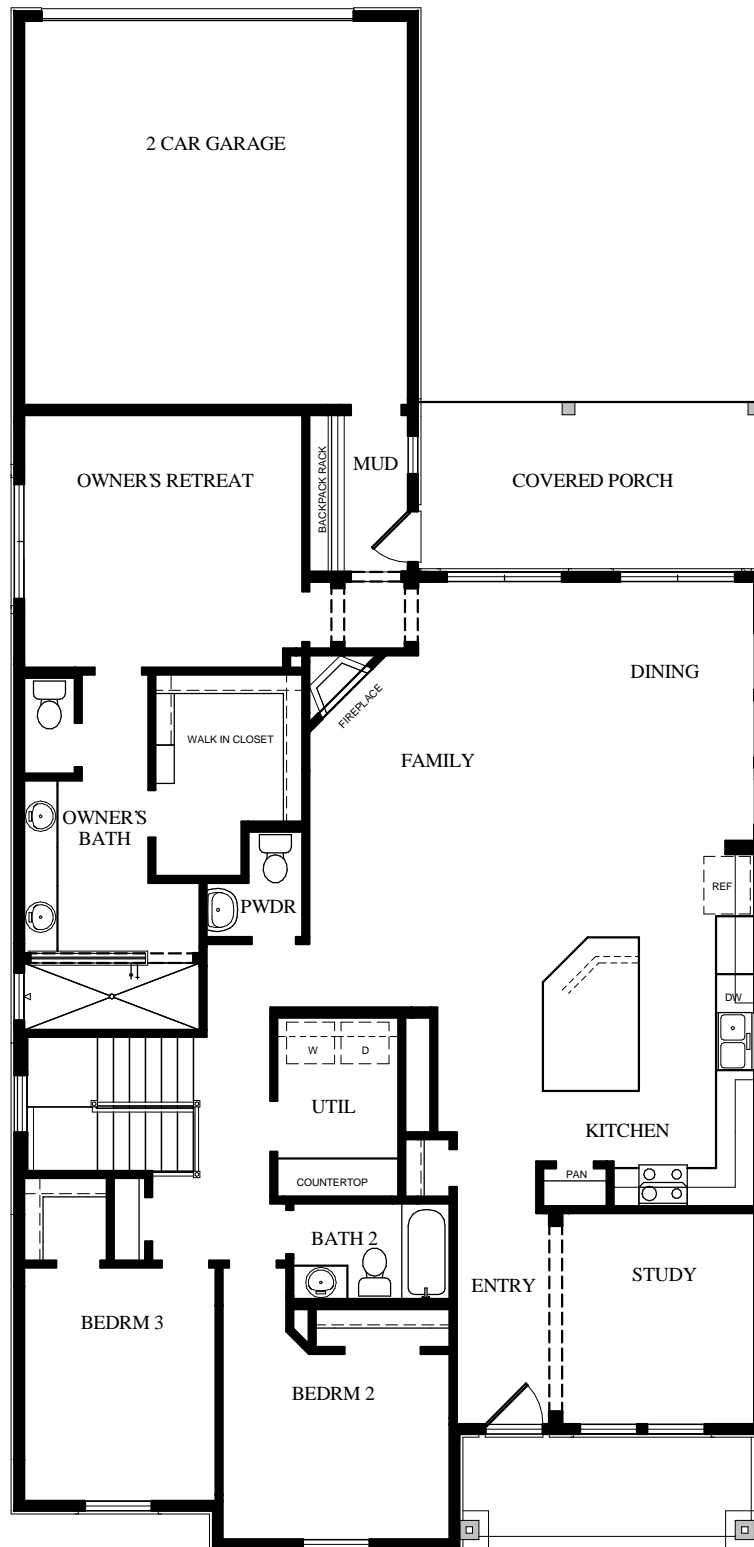 2 CAR GARAGE
BACKPACK RACK
MUD
OWNER'S RETREAT
COVERED PORCH
DINING
FIREPLACE
WALK IN CLOSET
FAMILY
OWNER'S
BATH
REF
PWDR
DW
W
D
UTIL
KITCHEN
PAN
COUNTERTOP
BATH 2
STUDY
ENTRY
BEDRM 3
BEDRM 2